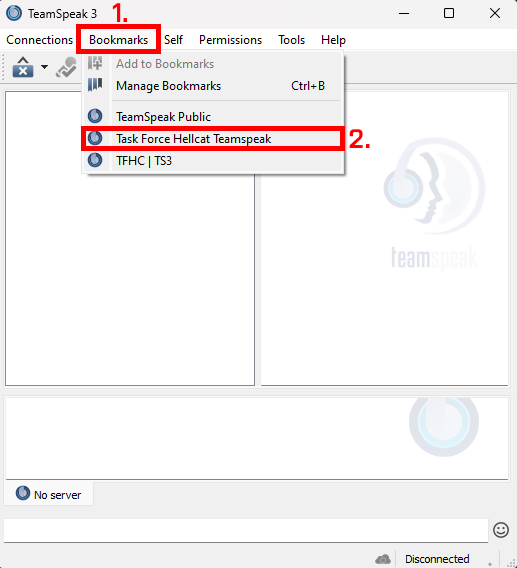 TeamSpeak 3
1.
Connections Bookmarks Self Permissions Tools Help
Add to Bookmarks
Manage Bookmarks Ctrl+B
TeamSpeak Public
Task Force Hellcat Teamspeak 2.
TFHC | TS3
teamspeak
No server
Disconnected